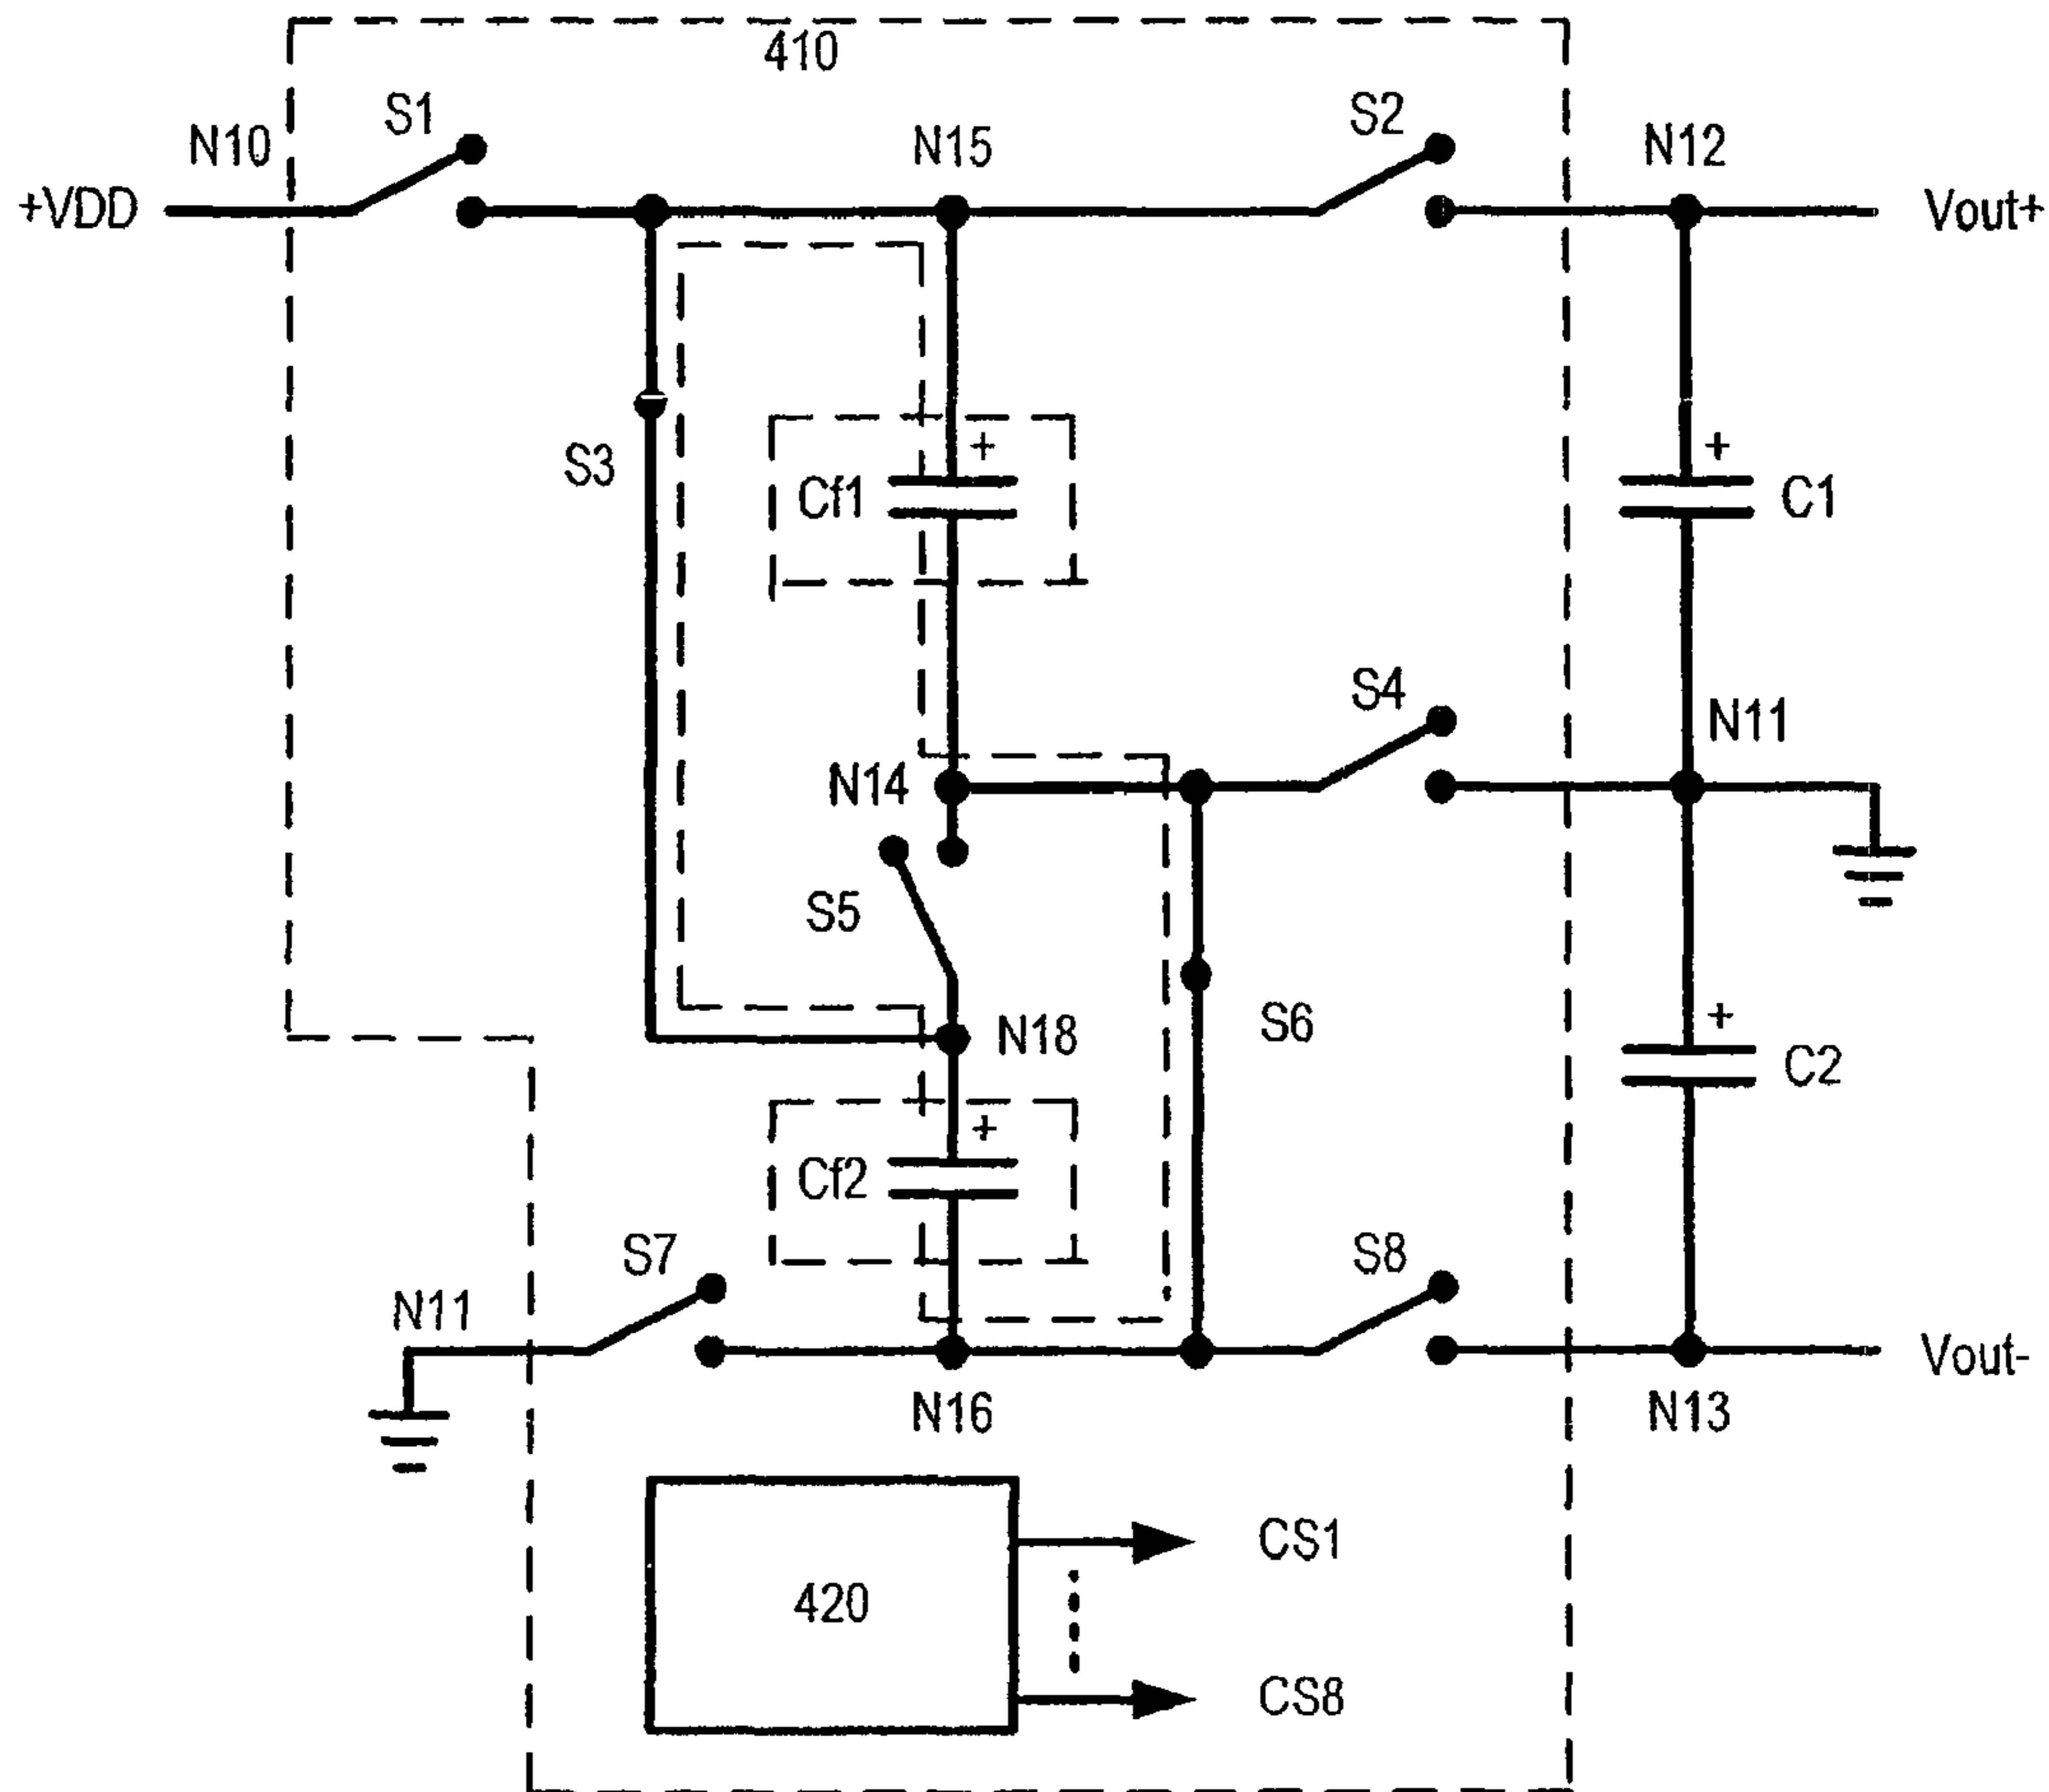 410
N10
S1
N15
S2
N12
+VDD
Vout+
+
+
S3
Cf1
C1
S4
N11
N14
S5
N18
S6
+
C2
+
Cf2
S7
S8
N11
Vout-
N16
N13
420
CS1
CS8